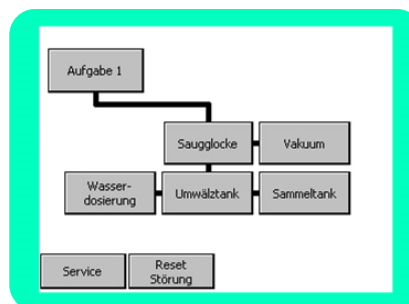 Aufgabe 1
Saugglocke
Vakuum
Wasser-
dosierung
Umwälztank
Sammeltank
Service
Reset
Störung